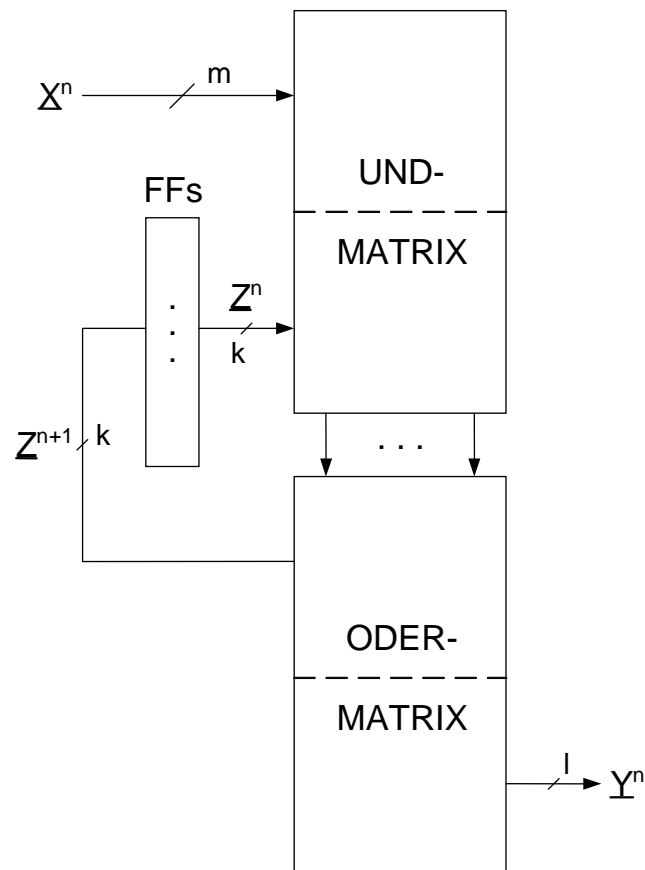 m
X^n
UND-
FFs
MATRIX
Z^n
k
Z^{n+1}
k
. . .
ODER-
MATRIX
l
Y^n